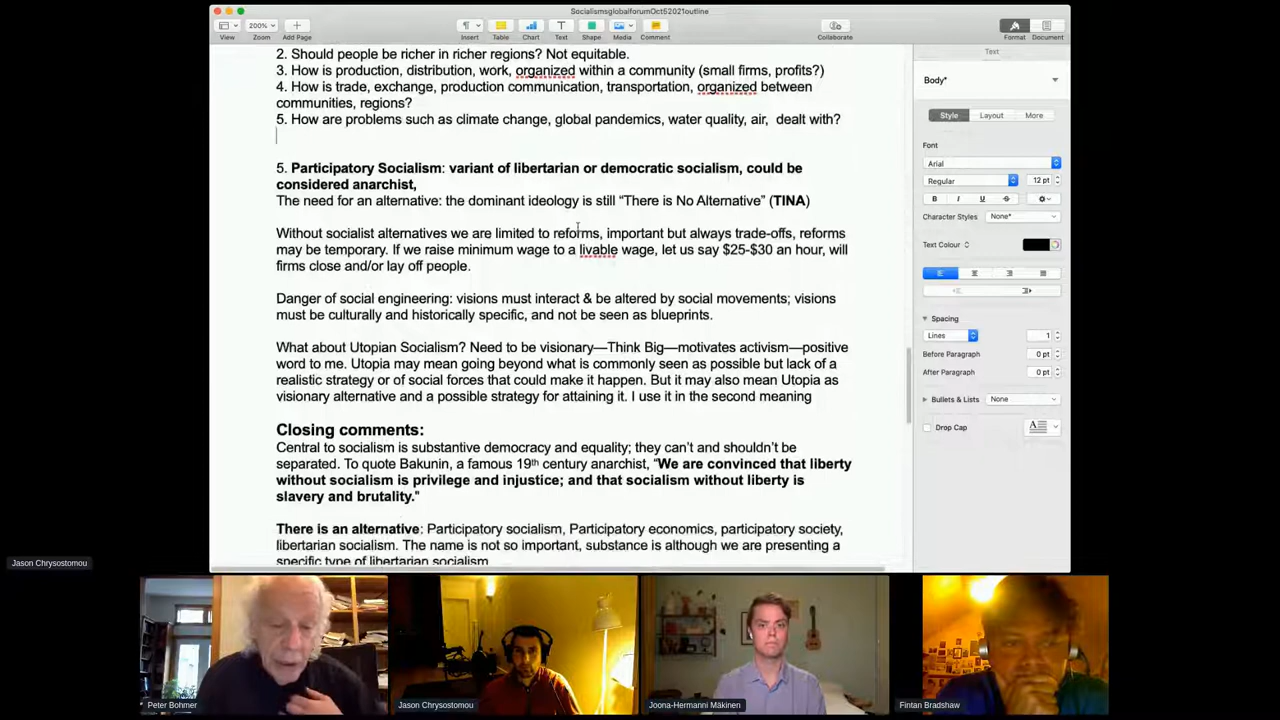 SocialismsglobalforumOct52021outline
200%
View
Zoom
Add Page
Insert
Table
Chart
Text
Shape
Media
Comment
Collaborate
Format
Document
2. Should people be richer in richer regions? Not equitable.
3. How is production, distribution, work, organized within a community (small firms, profits?)
4. How is trade, exchange, production communication, transportation, organized between
communities, regions?
5. How are problems such as climate change, global pandemics, water quality, air, dealt with?
5. Participatory Socialism: variant of libertarian or democratic socialism, could be
considered anarchist,
The need for an alternative: the dominant ideology is still “There is No Alternative” (TINA)
Without socialist alternatives we are limited to reforms, important but always trade-offs, reforms
may be temporary. If we raise minimum wage to a livable wage, let us say $25-$30 an hour, will
firms close and/or lay off people.
Danger of social engineering: visions must interact & be altered by social movements; visions
must be culturally and historically specific, and not be seen as blueprints.
What about Utopian Socialism? Need to be visionary—Think Big—motivates activism—positive
word to me. Utopia may mean going beyond what is commonly seen as possible but lack of a
realistic strategy or of social forces that could make it happen. But it may also mean Utopia as
visionary alternative and a possible strategy for attaining it. I use it in the second meaning
Closing comments:
Central to socialism is substantive democracy and equality; they can’t and shouldn’t be
separated. To quote Bakunin, a famous 19th century anarchist, “We are convinced that liberty
without socialism is privilege and injustice; and that socialism without liberty is
slavery and brutality."
There is an alternative: Participatory socialism, Participatory economics, participatory society,
libertarian socialism. The name is not so important, substance is although we are presenting a
specific type of libertarian socialism
Text
Body*
Style
Layout
More
Font
Arial
Regular
12 pt
B I U S
Character Styles
None*
Text Colour
Spacing
Lines
1
Before Paragraph
0 pt
After Paragraph
0 pt
Bullets & Lists
None
Drop Cap
Jason Chrysostomou
Peter Bohmer
Jason Chrysostomou
Joona-Hermanni Mäkinen
Fintan Bradshaw